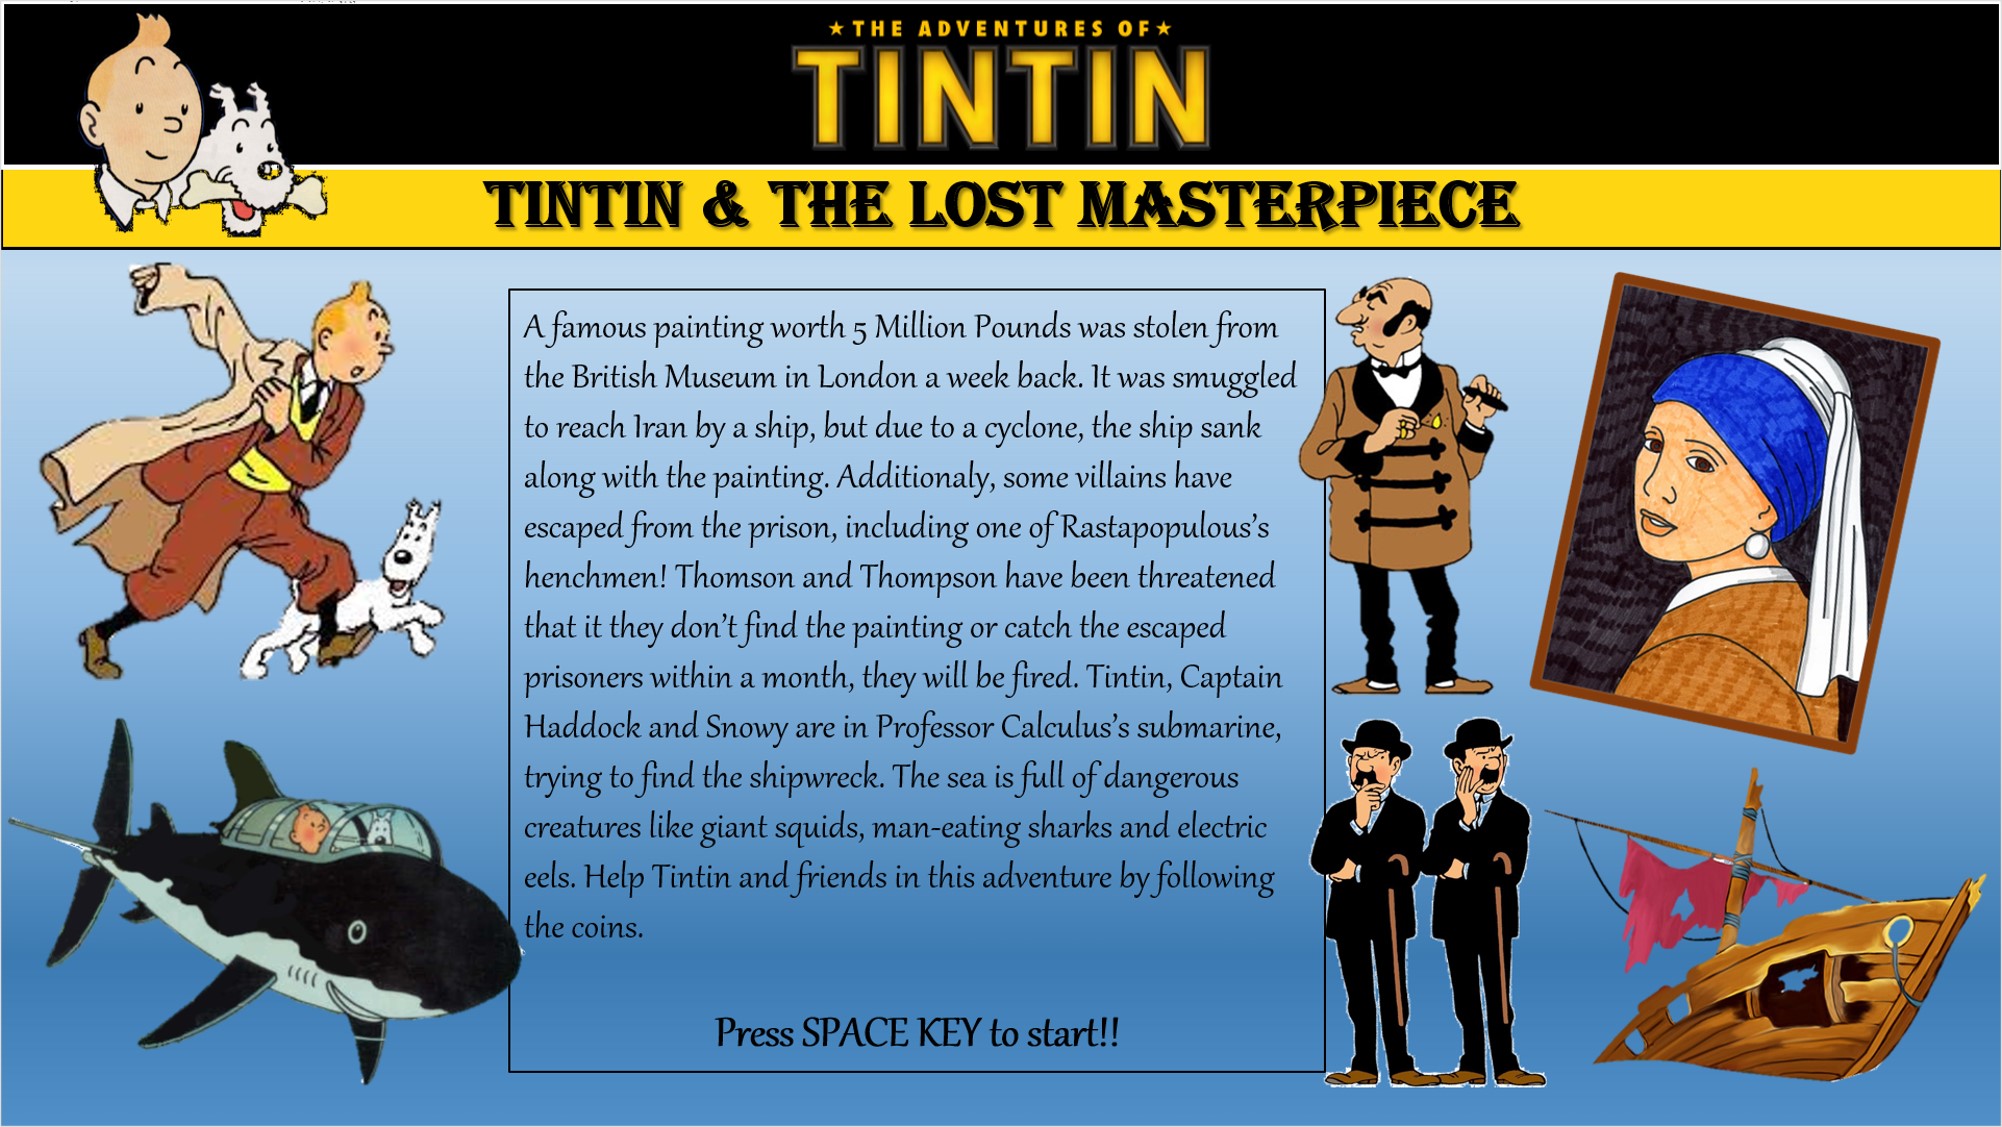 ★THE ADVENTURES OF★
TINTIN
TINTIN & THE LOST MASTERPIECE
A famous painting worth 5 Million Pounds was stolen from
the British Museum in London a week back. It was smuggled
to reach Iran by a ship, but due to a cyclone, the ship sank
along with the painting. Additionaly, some villains have
escaped from the prison, including one of Rastapopulous's
henchmen! Thomson and Thompson have been threatened
that it they don't find the painting or catch the escaped
prisoners within a month, they will be fired. Tintin, Captain
Haddock and Snowy are in Professor Calculus's submarine,
trying to find the shipwreck. The sea is full of dangerous
creatures like giant squids, man-eating sharks and electric
eels. Help Tintin and friends in this adventure by following
the coins.
Press SPACE KEY to start!!